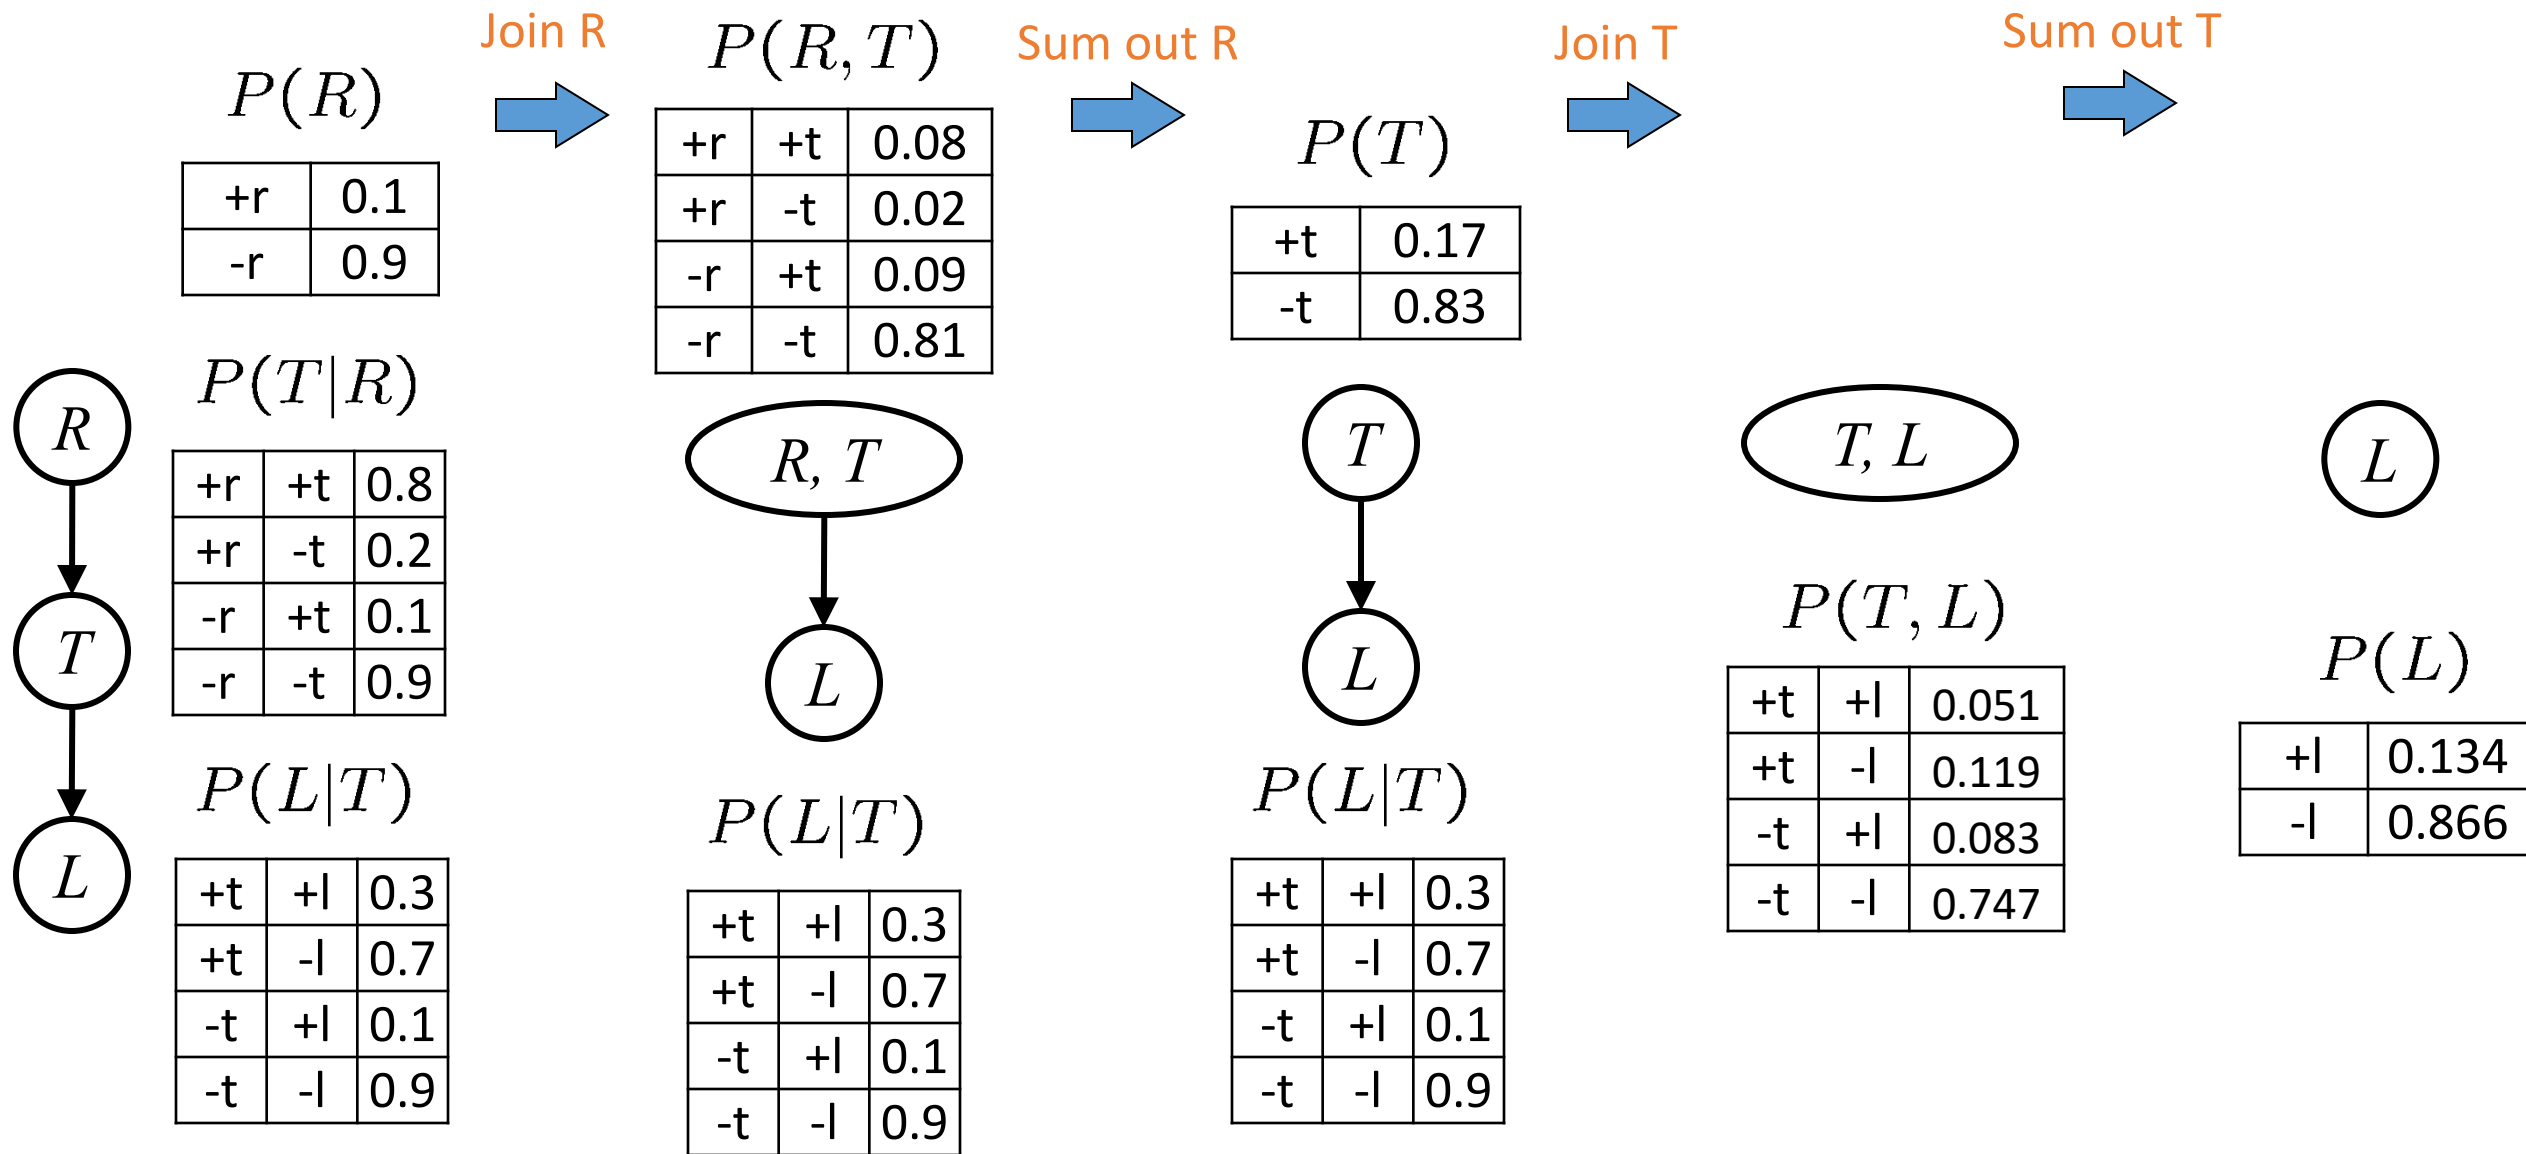 Join R
Sum out R
Join T
Sum out T
P(R)
+r 0.1
-r 0.9
P(T|R)
+r +t 0.8
+r -t 0.2
-r +t 0.1
-r -t 0.9
P(L|T)
+t +l 0.3
+t -l 0.7
-t +l 0.1
-t -l 0.9
R
T
L
P(R, T)
+r +t 0.08
+r -t 0.02
-r +t 0.09
-r -t 0.81
R, T
L
P(L|T)
+t +l 0.3
+t -l 0.7
-t +l 0.1
-t -l 0.9
P(T)
+t 0.17
-t 0.83
T
L
P(L|T)
+t +l 0.3
+t -l 0.7
-t +l 0.1
-t -l 0.9
T, L
P(T, L)
+t +l 0.051
+t -l 0.119
-t +l 0.083
-t -l 0.747
L
P(L)
+l 0.134
-l 0.866